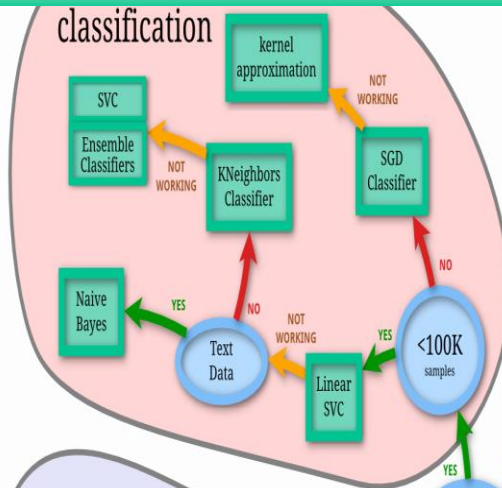 classification
kernel
approximation
NOT
WORKING
SVC
Ensemble
Classifiers
NOT
WORKING
KNeighbors
Classifier
SGD
Classifier
NO
Naive
Bayes
YES
NO
Text
Data
NOT
WORKING
YES
Linear
SVC
<100K
samples
YES